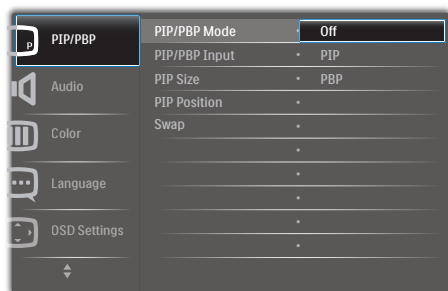 P
PIP/PBP
Audio
Color
Language
OSD Settings
PIP/PBP Mode
PIP/PBP Input
PIP Size
PIP Position
Swap
Off
PIP
PBP